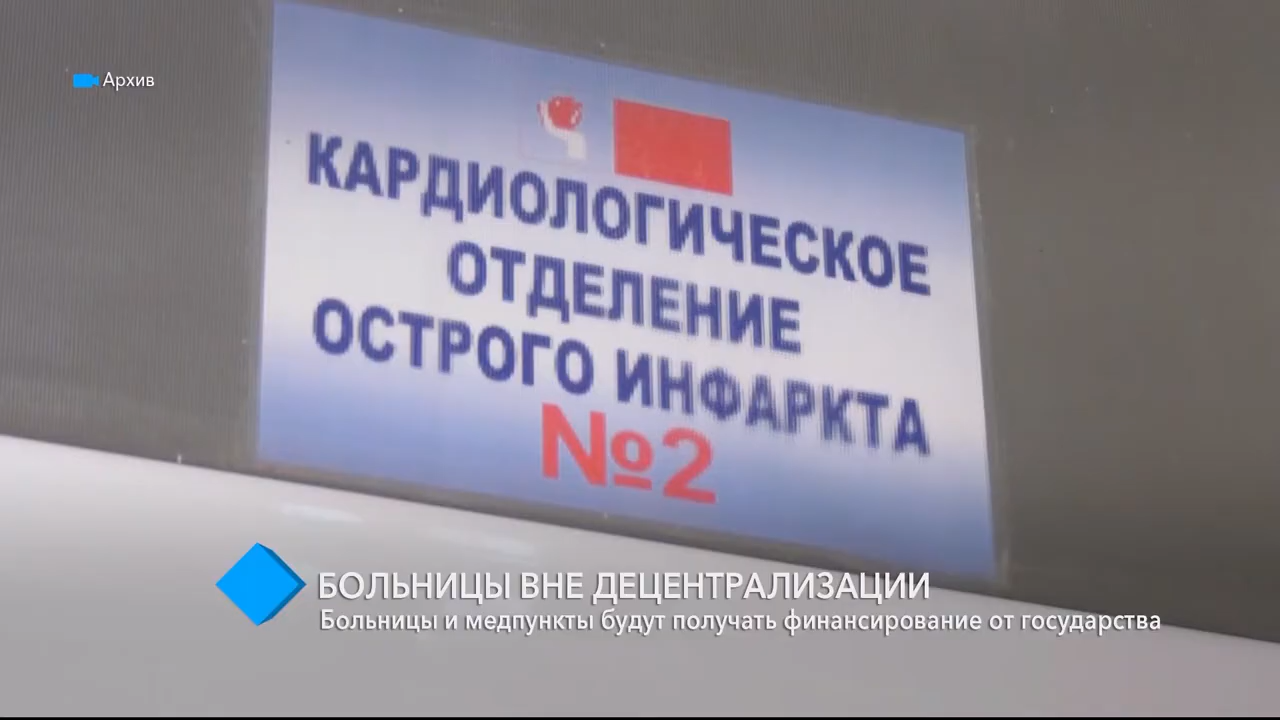 Архив
КАРДИОЛОГИЧЕСКОЕ
ОТДЕЛЕНИЕ
ОСТРОГО ИНФАРКТА
№2
БОЛЬНИЦЫ ВНЕ ДЕЦЕНТРАЛИЗАЦИИ
Больницы и медпункты будут получать финансирование от государства